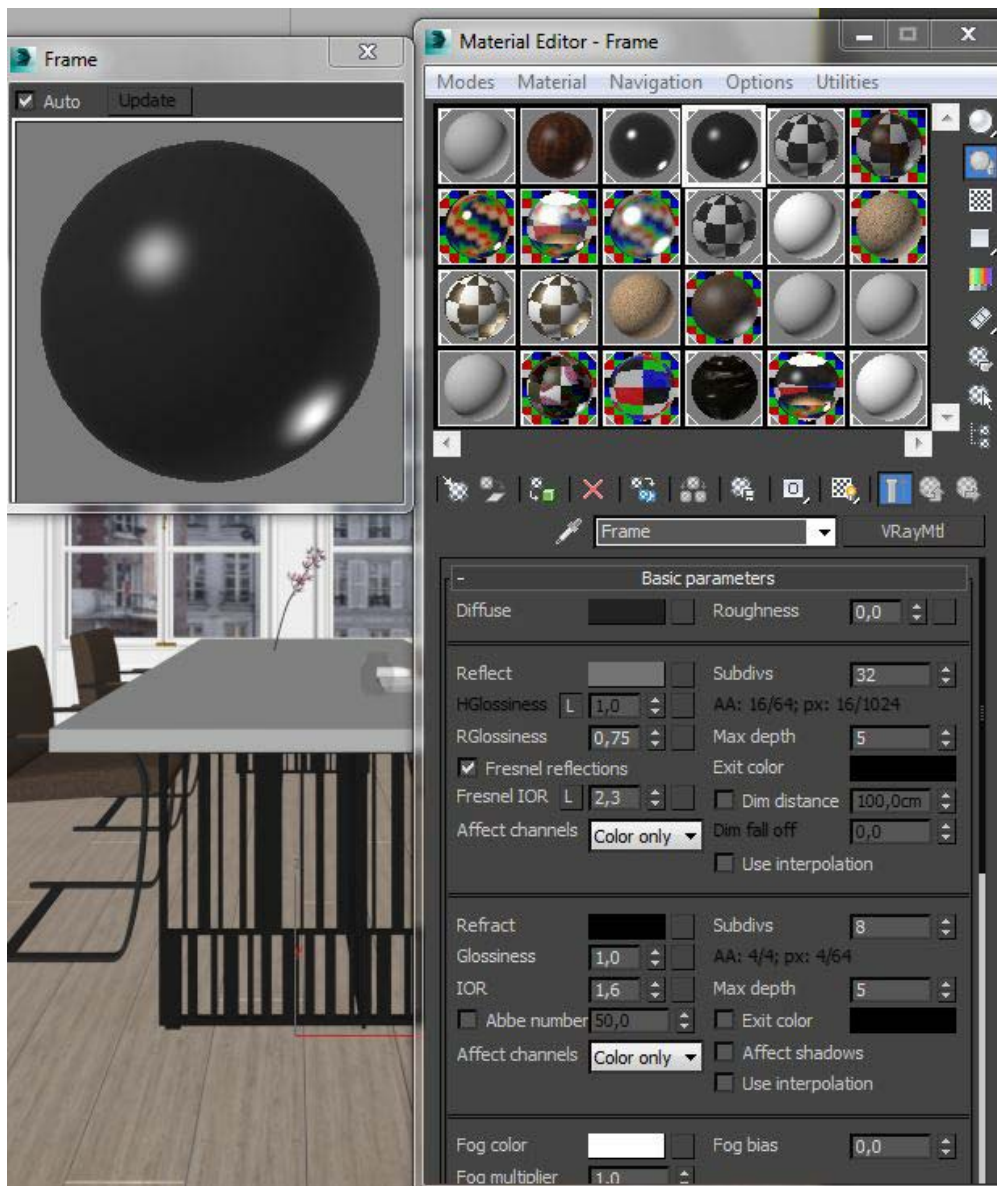 Frame
Auto Update
Material Editor - Frame
Modes Material Navigation Options Utilities
Frame VRayMtl
- Basic parameters
Diffuse Roughness 0,0
Reflect Subdivs 32
HGlossiness L 1,0 AA: 16/64; px: 16/1024
RGlossiness 0,75 Max depth 5
Fresnel reflections Exit color
Fresnel IOR L 2,3 Dim distance 100,0cm
Affect channels Color only Dim fall off 0,0
Use interpolation
Refract Subdivs 8
Glossiness 1,0 AA: 4/4; px: 4/64
IOR 1,6 Max depth 5
Abbe number 50,0 Exit color
Affect channels Color only Affect shadows
Use interpolation
Fog color Fog bias 0,0
Fog multiplier 1,0